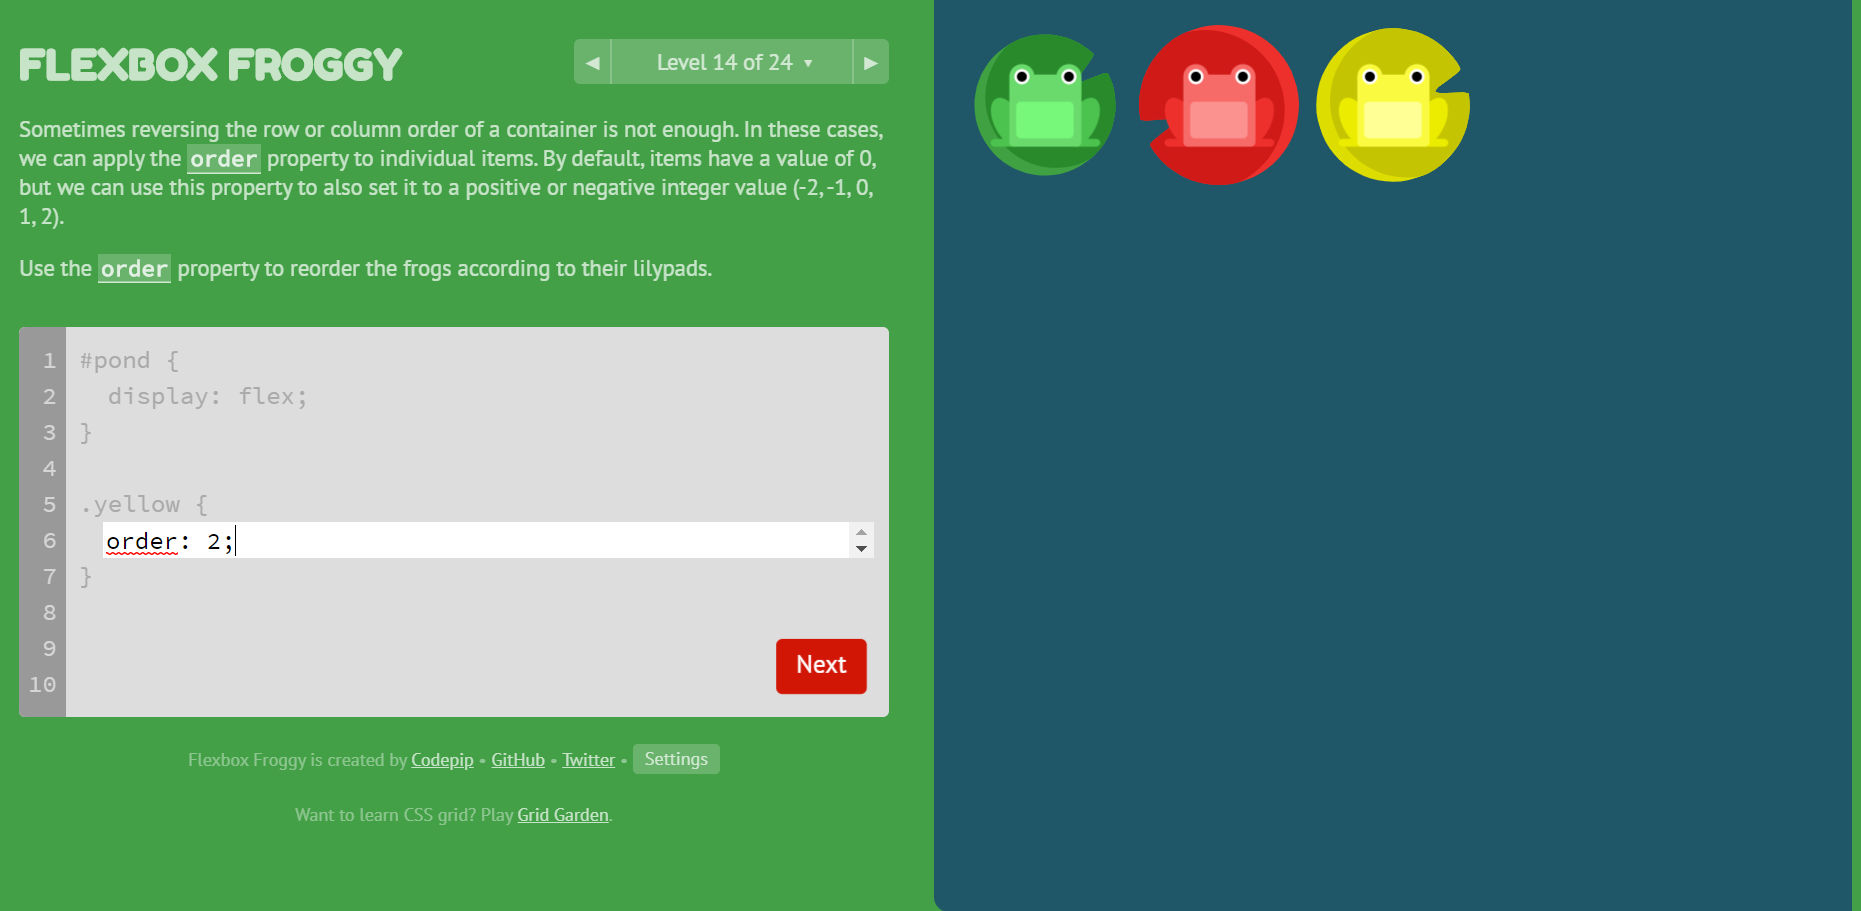 FLEXBOX FROGGY
◀ Level 14 of 24 ▼ ▶
Sometimes reversing the row or column order of a container is not enough. In these cases,
we can apply the order property to individual items. By default, items have a value of 0,
but we can use this property to also set it to a positive or negative integer value (-2, -1, 0,
1, 2).
Use the order property to reorder the frogs according to their lilypads.
1 #pond {
2 display: flex;
3 }
4
5 .yellow {
6 order: 2;
7 }
8
9
10
Next
Flexbox Froggy is created by Codepip • GitHub • Twitter • Settings
Want to learn CSS grid? Play Grid Garden.